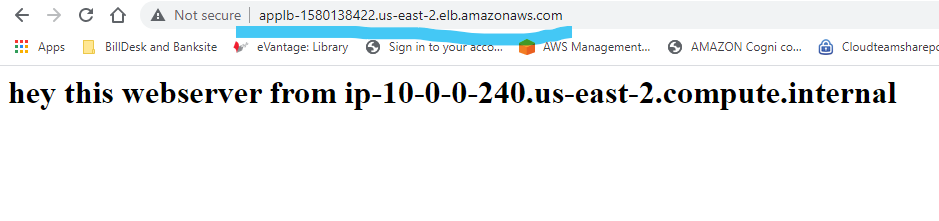 Not secure | applb-1580138422.us-east-2.elb.amazonaws.com
Apps BillDesk and Banksite eVantage: Library Sign in to your acco... AWS Management... AMAZON Cogni co... Cloudteamsharepo
hey this webserver from ip-10-0-0-240.us-east-2.compute.internal